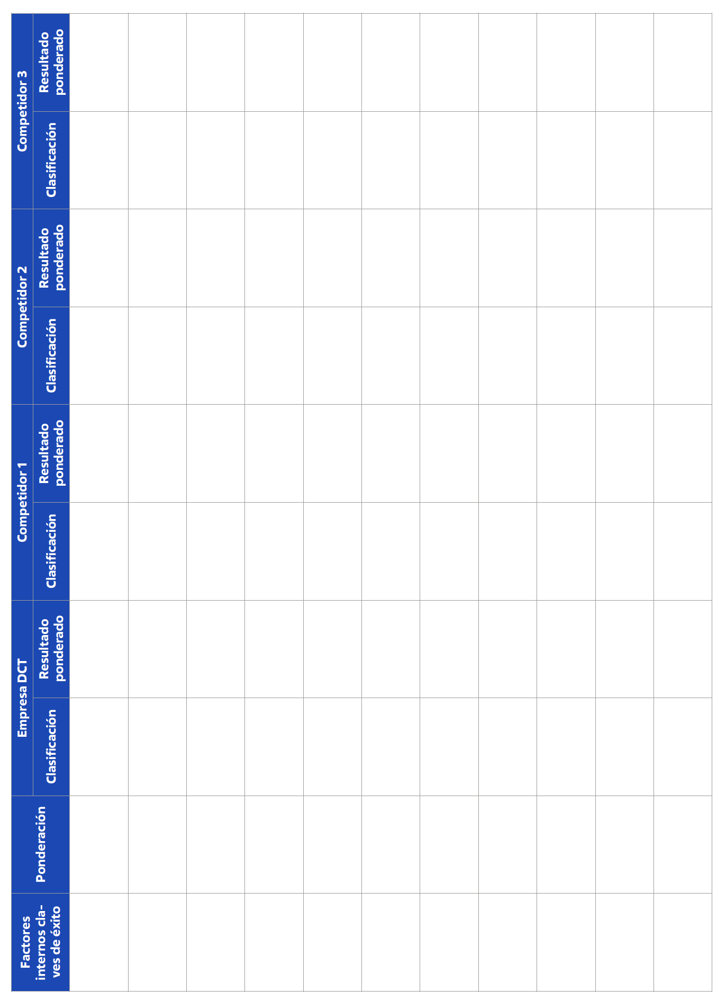 Factores
internos cla-
ves de éxito
Ponderación
Empresa DCT
Competidor 1
Competidor 2
Competidor 3
Clasificación
Resultado
ponderado
Clasificación
Resultado
ponderado
Clasificación
Resultado
ponderado
Clasificación
Resultado
ponderado